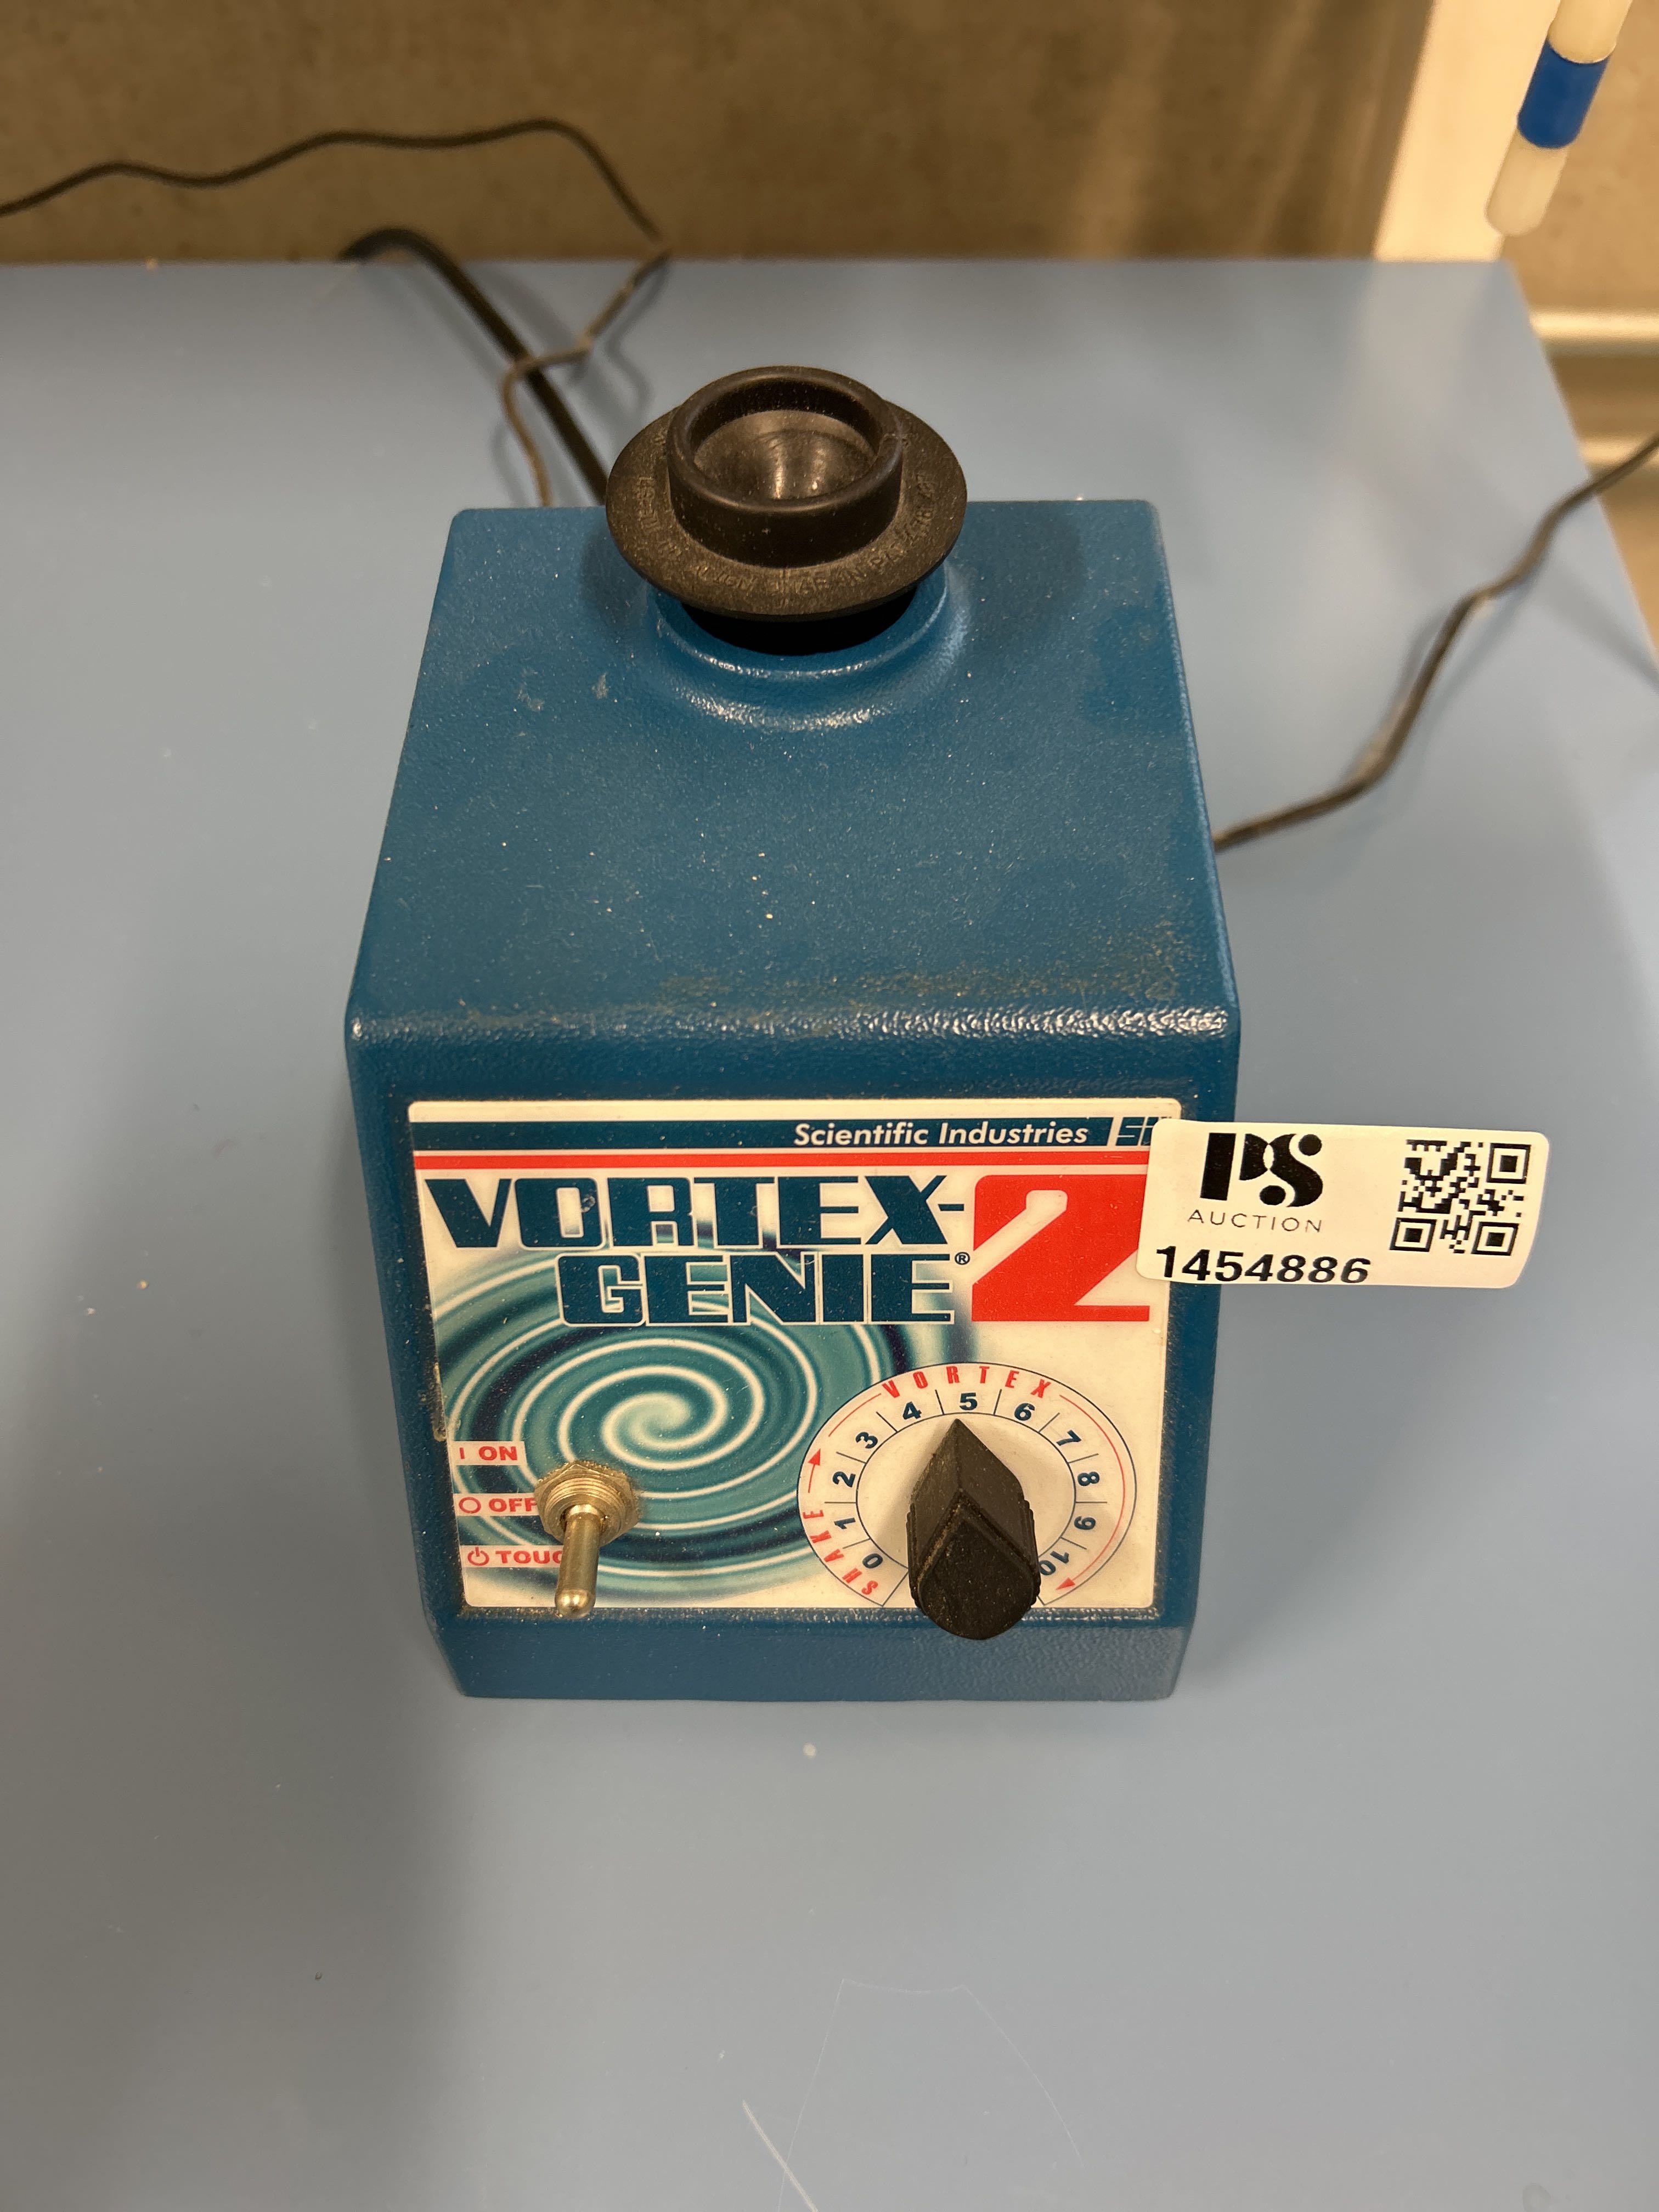 Scientific Industries
VORTEX-
GENIE® 2
PS
AUCTION
1454886
VORTEX
SHAKE
0 1 2 3 4 5 6 7 8 9 10
I ON
OFF